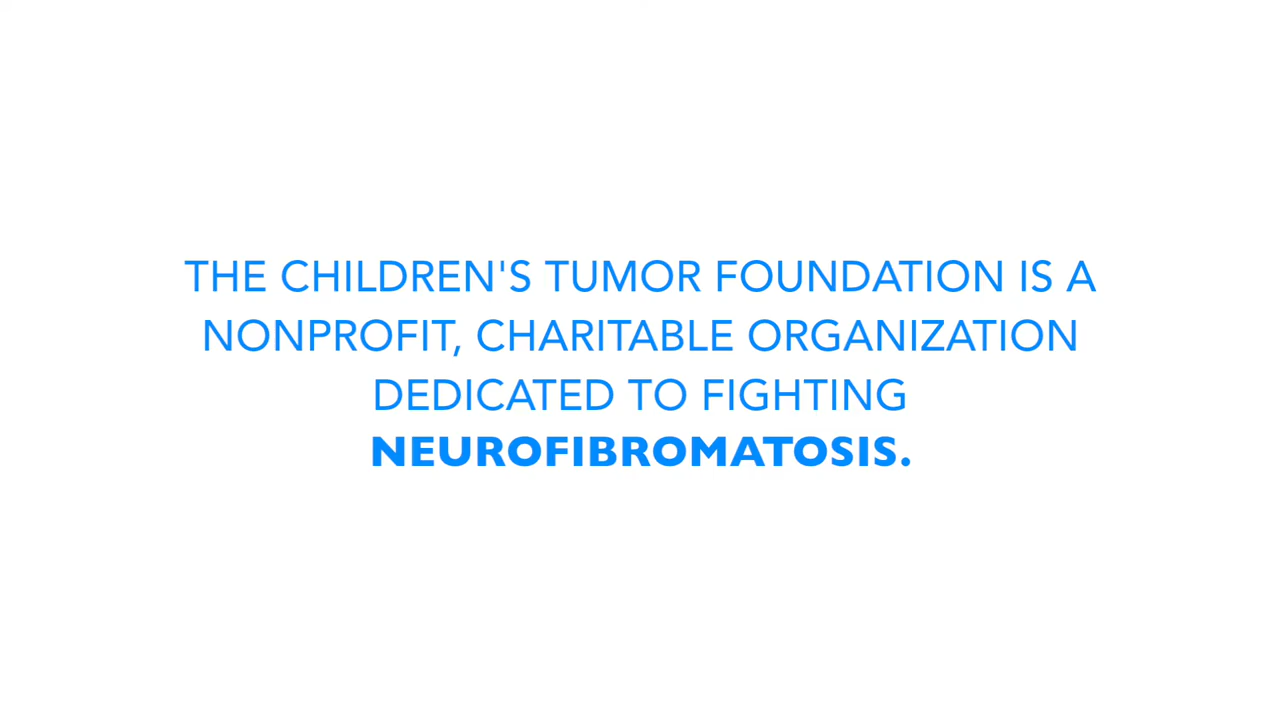 THE CHILDREN'S TUMOR FOUNDATION IS A
NONPROFIT, CHARITABLE ORGANIZATION
DEDICATED TO FIGHTING
NEUROFIBROMATOSIS.